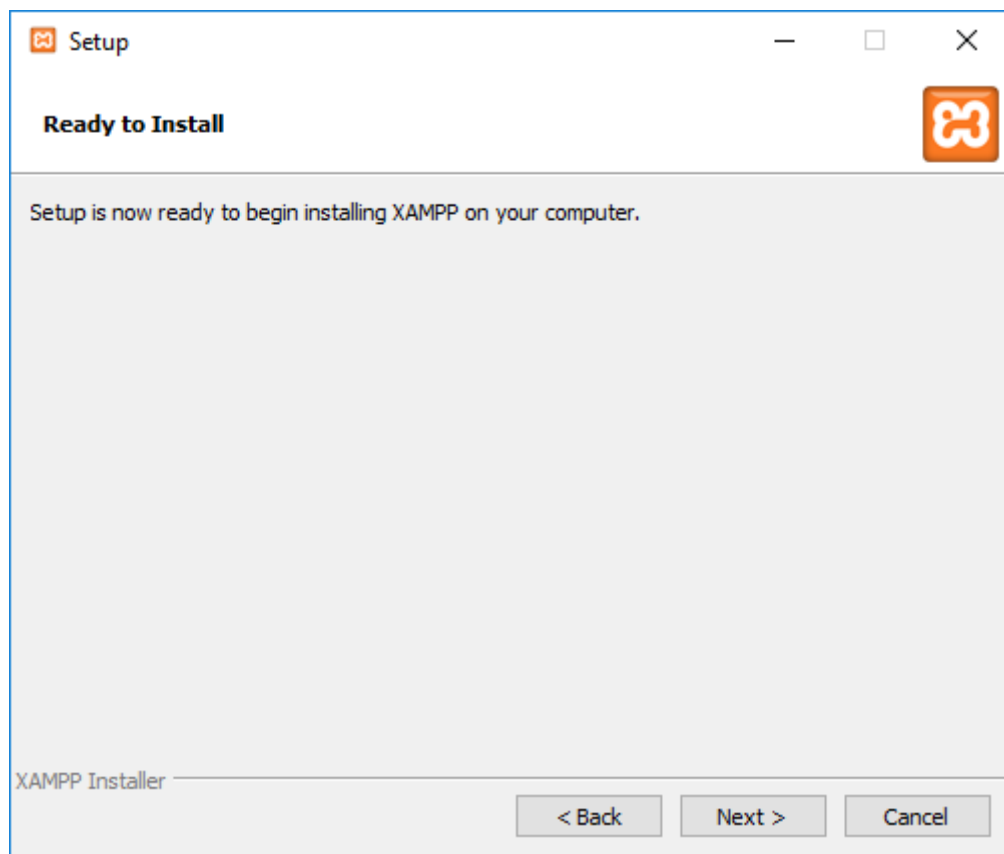 Setup
Ready to Install
Setup is now ready to begin installing XAMPP on your computer.
XAMPP Installer
< Back
Next >
Cancel